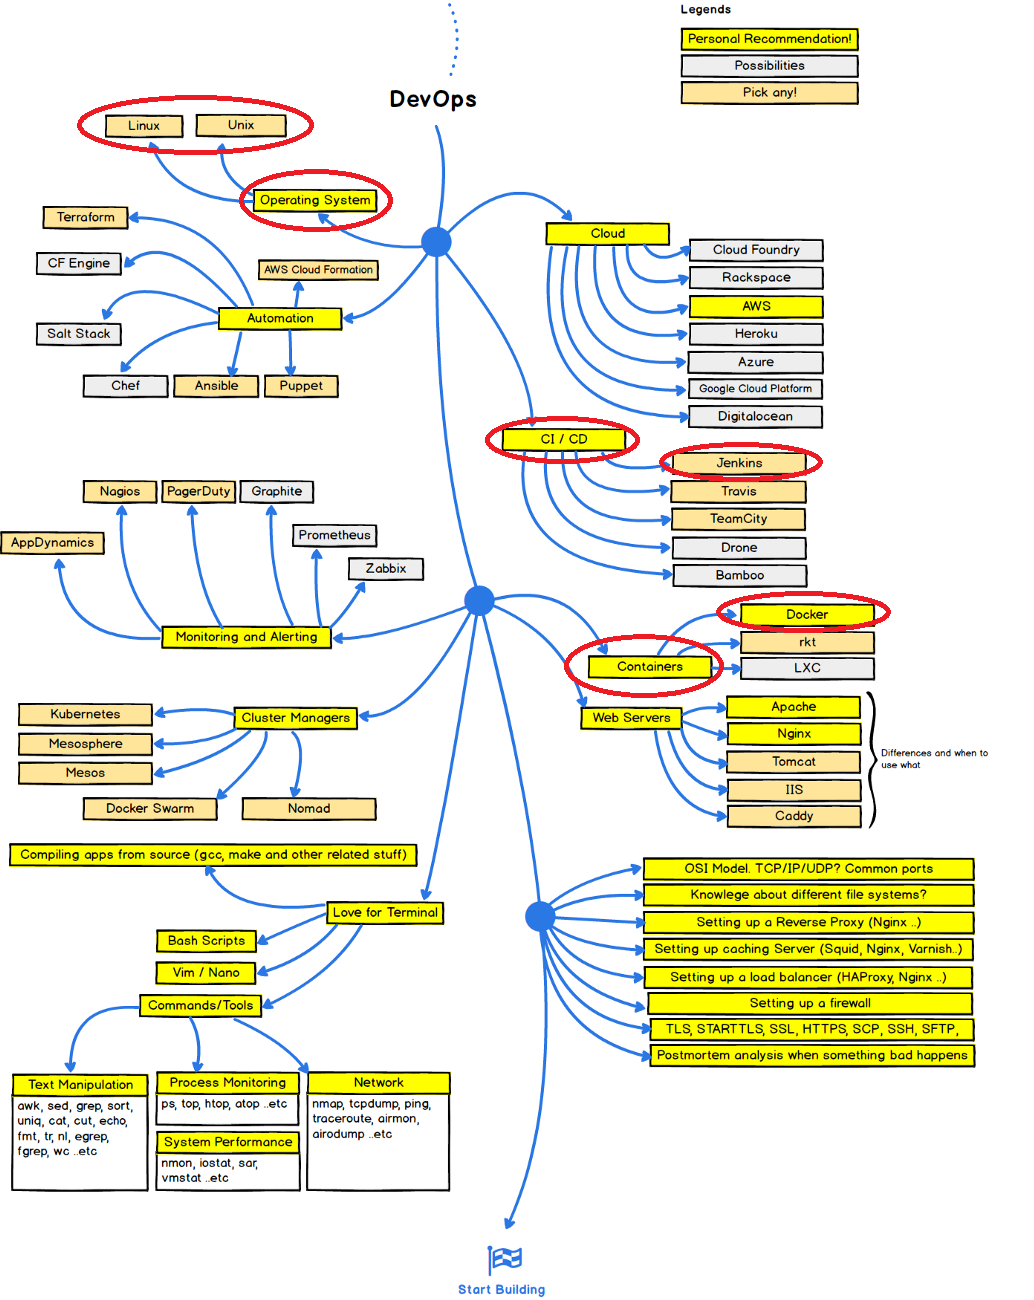 Legends
Personal Recommendation!
Possibilities
Pick any!
DevOps
Linux
Unix
Operating System
Terraform
CF Engine
AWS Cloud Formation
Automation
Salt Stack
Chef
Ansible
Puppet
Cloud
Cloud Foundry
Rackspace
AWS
Heroku
Azure
Google Cloud Platform
Digitalocean
CI / CD
Jenkins
Travis
TeamCity
Drone
Bamboo
Nagios
PagerDuty
Graphite
AppDynamics
Prometheus
Zabbix
Monitoring and Alerting
Containers
Docker
rkt
LXC
Web Servers
Apache
Nginx
Tomcat
IIS
Caddy
Differences and when to
use what
Cluster Managers
Kubernetes
Mesosphere
Mesos
Docker Swarm
Nomad
Compiling apps from source (gcc, make and other related stuff)
Love for Terminal
Bash Scripts
Vim / Nano
Commands/Tools
Text Manipulation
awk, sed, grep, sort,
uniq, cat, cut, echo,
fmt, tr, nl, egrep,
fgrep, wc ..etc
Process Monitoring
ps, top, htop, atop ..etc
System Performance
nmon, iostat, sar,
vmstat ..etc
Network
nmap, tcpdump, ping,
traceroute, airmon,
airodump ..etc
OSI Model. TCP/IP/UDP? Common ports
Knowlege about different file systems?
Setting up a Reverse Proxy (Nginx ..)
Setting up caching Server (Squid, Nginx, Varnish..)
Setting up a load balancer (HAProxy, Nginx ..)
Setting up a firewall
TLS, STARTTLS, SSL, HTTPS, SCP, SSH, SFTP,
Postmortem analysis when something bad happens
Start Building